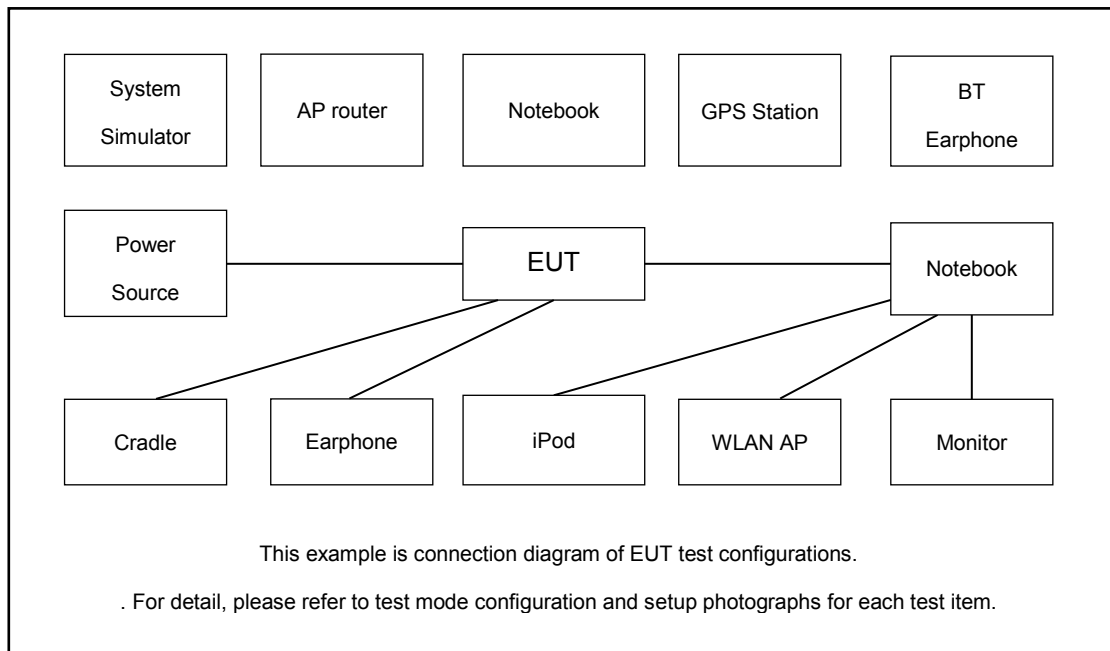 System
Simulator
AP router
Notebook
GPS Station
BT
Earphone
Power
Source
EUT
Notebook
Cradle
Earphone
iPod
WLAN AP
Monitor
This example is connection diagram of EUT test configurations.
. For detail, please refer to test mode configuration and setup photographs for each test item.